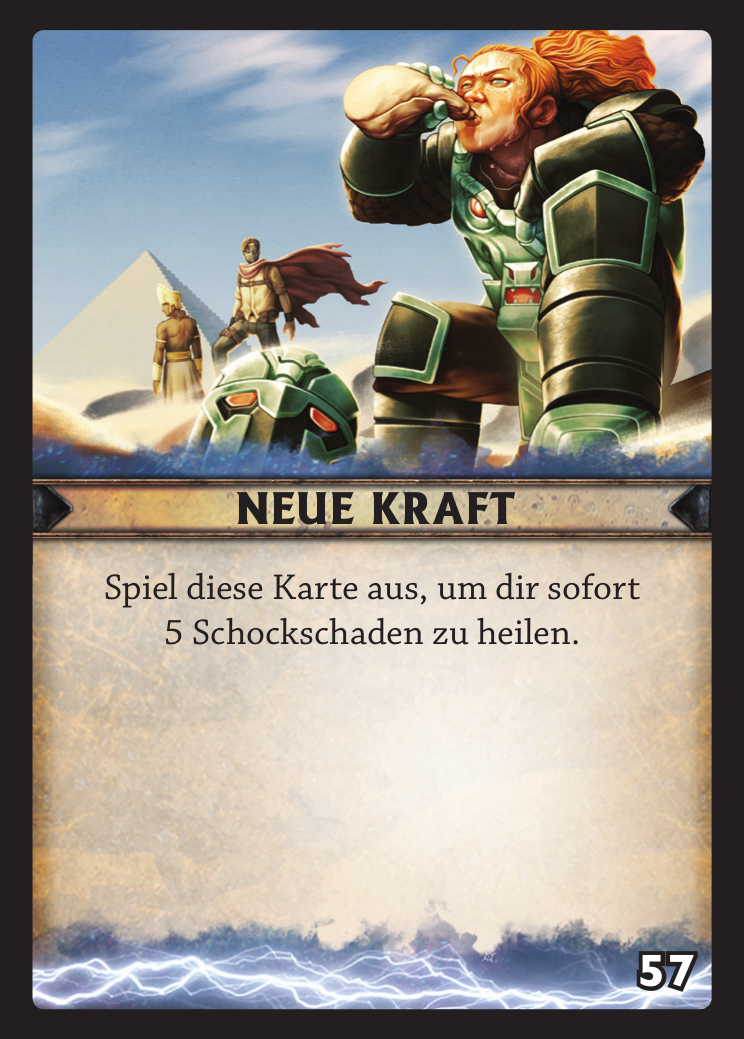 NEUE KRAFT
Spiel diese Karte aus, um dir sofort
5 Schockschaden zu heilen.
57